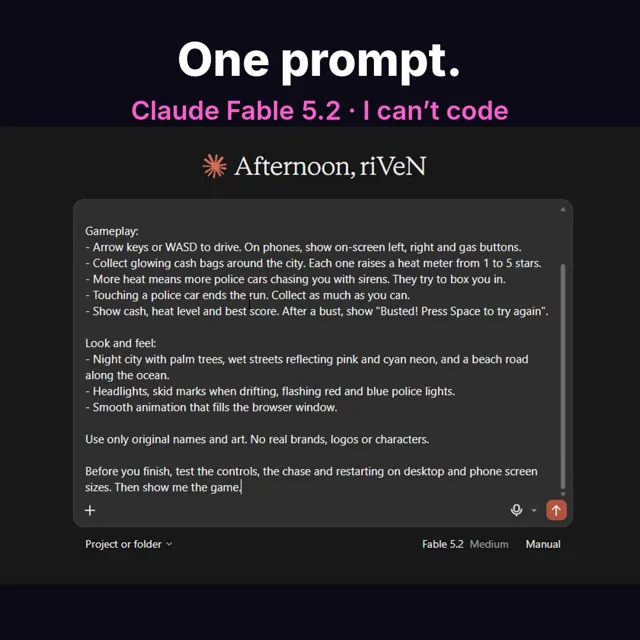 One prompt.
Claude Fable 5.2 · I can’t code
Afternoon, riVeN
Gameplay:
- Arrow keys or WASD to drive. On phones, show on-screen left, right and gas buttons.
- Collect glowing cash bags around the city. Each one raises a heat meter from 1 to 5 stars.
- More heat means more police cars chasing you with sirens. They try to box you in.
- Touching a police car ends the run. Collect as much as you can.
- Show cash, heat level and best score. After a bust, show "Busted! Press Space to try again".
Look and feel:
- Night city with palm trees, wet streets reflecting pink and cyan neon, and a beach road
along the ocean.
- Headlights, skid marks when drifting, flashing red and blue police lights.
- Smooth animation that fills the browser window.
Use only original names and art. No real brands, logos or characters.
Before you finish, test the controls, the chase and restarting on desktop and phone screen
sizes. Then show me the game.
Project or folder
Fable 5.2 Medium Manual